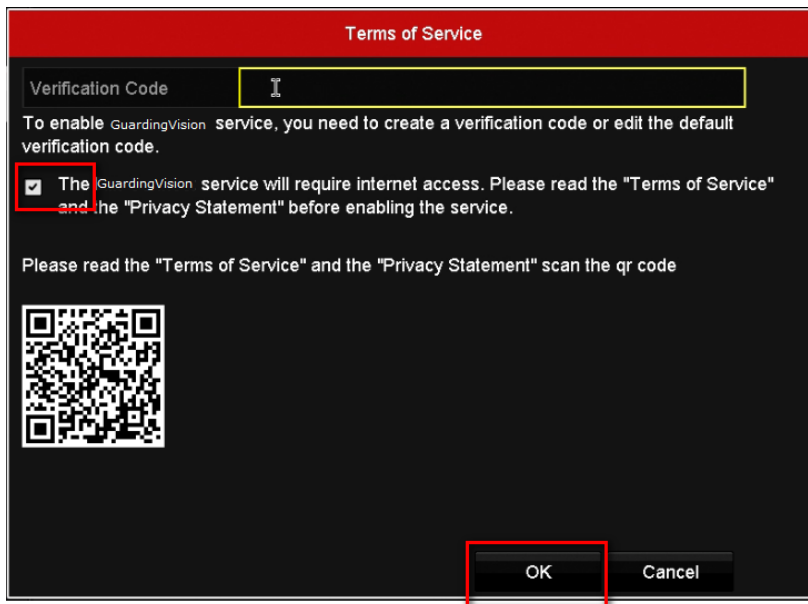 Terms of Service
Verification Code
To enable GuardingVision service, you need to create a verification code or edit the default
verification code.
The GuardingVision service will require internet access. Please read the "Terms of Service"
and the "Privacy Statement" before enabling the service.
Please read the "Terms of Service" and the "Privacy Statement" scan the qr code
OK Cancel